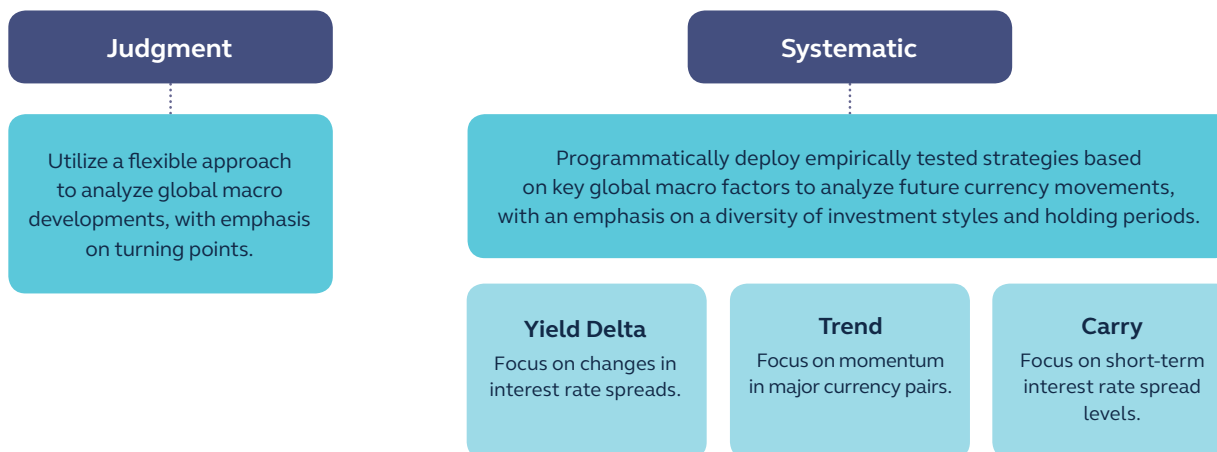 Judgment
Utilize a flexible approach
to analyze global macro
developments, with emphasis
on turning points.
Systematic
Programmatically deploy empirically tested strategies based
on key global macro factors to analyze future currency movements,
with an emphasis on a diversity of investment styles and holding periods.
Yield Delta
Focus on changes in
interest rate spreads.
Trend
Focus on momentum
in major currency pairs.
Carry
Focus on short-term
interest rate spread
levels.